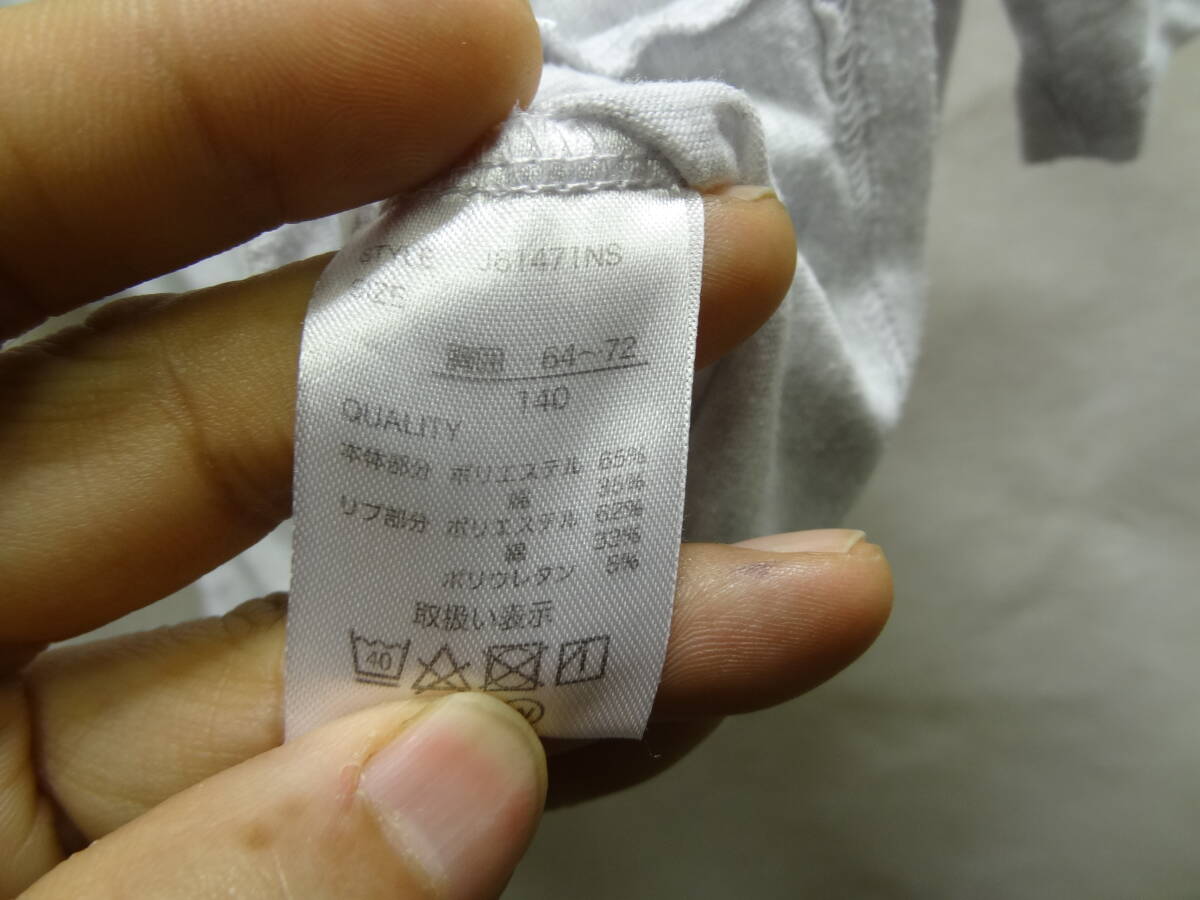 STYLE J61471NS
胸囲 64~72
140
QUALITY
本体部分 ポリエステル 65%
綿 35%
リブ部分 ポリエステル 62%
綿 33%
ポリウレタン 5%
取扱い表示
40
W